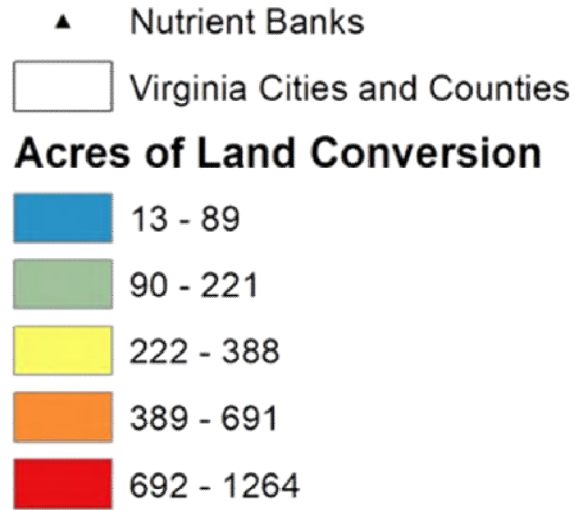 Nutrient Banks
Virginia Cities and Counties
Acres of Land Conversion
13 - 89
90 - 221
222 - 388
389 - 691
692 - 1264